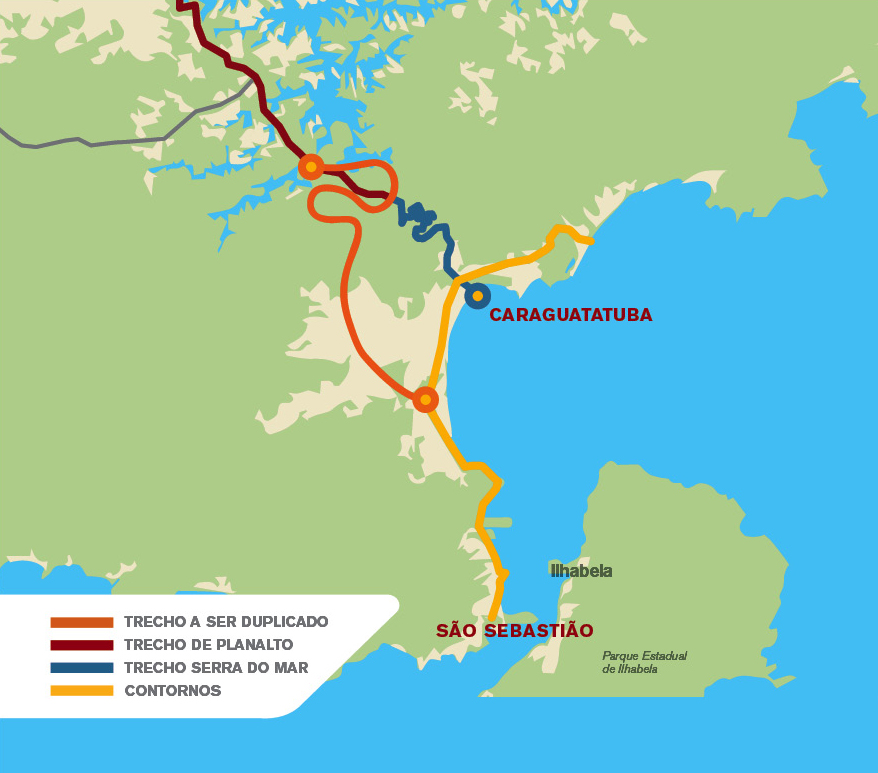 CARAGUATATUBA
Ilhabela
SÃO SEBASTIÃO
Parque Estadual
de Ilhabela
TRECHO A SER DUPLICADO
TRECHO DE PLANALTO
TRECHO SERRA DO MAR
CONTORNOS